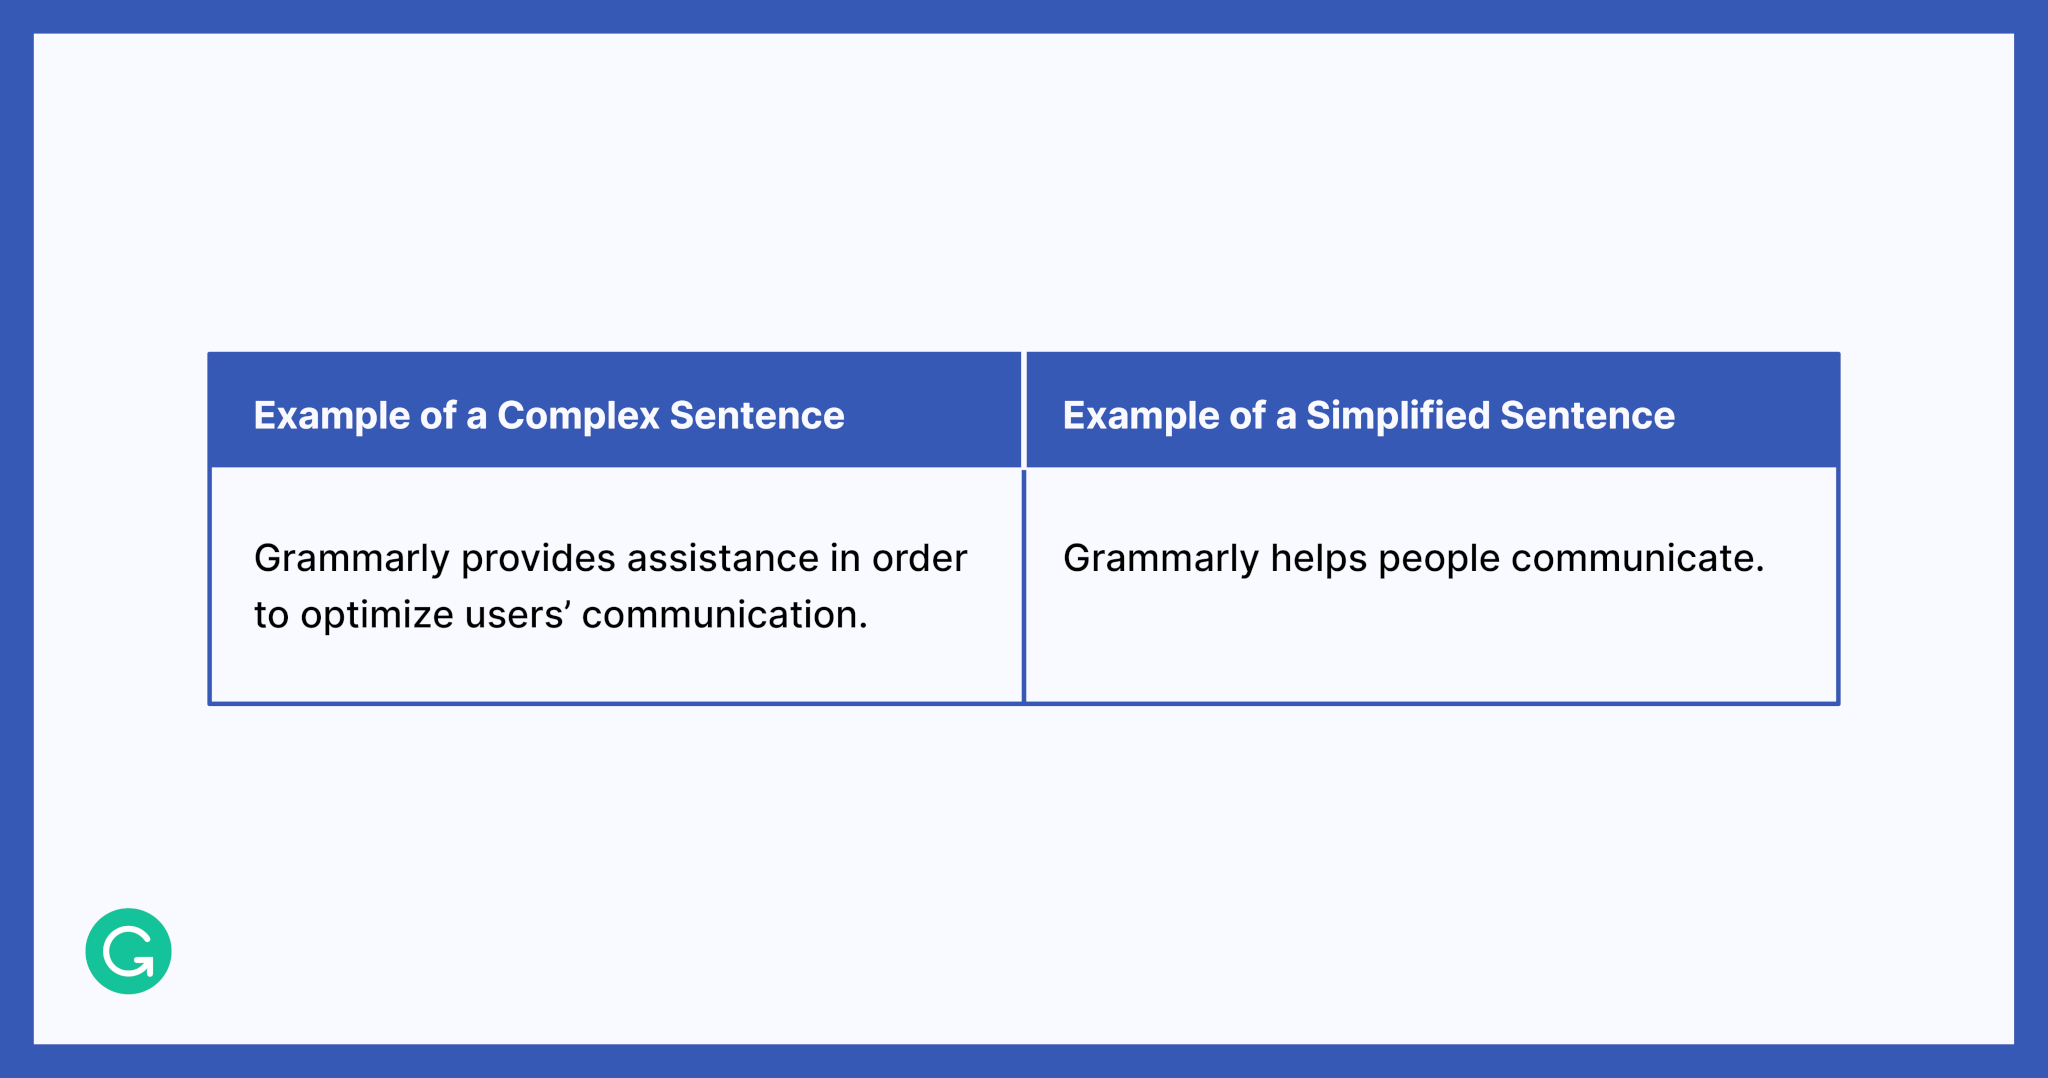 Example of a Complex Sentence
Example of a Simplified Sentence
Grammarly provides assistance in order
to optimize users’ communication.
Grammarly helps people communicate.